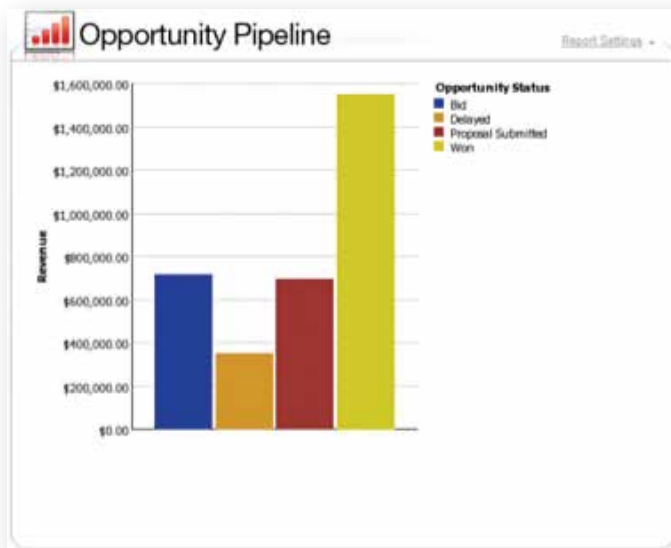 Opportunity Pipeline
Report Settings
$1,600,000.00
$1,400,000.00
$1,200,000.00
$1,000,000.00
$800,000.00
$600,000.00
$400,000.00
$200,000.00
$0.00
Revenue
Opportunity Status
Bid
Delayed
Proposal Submitted
Won